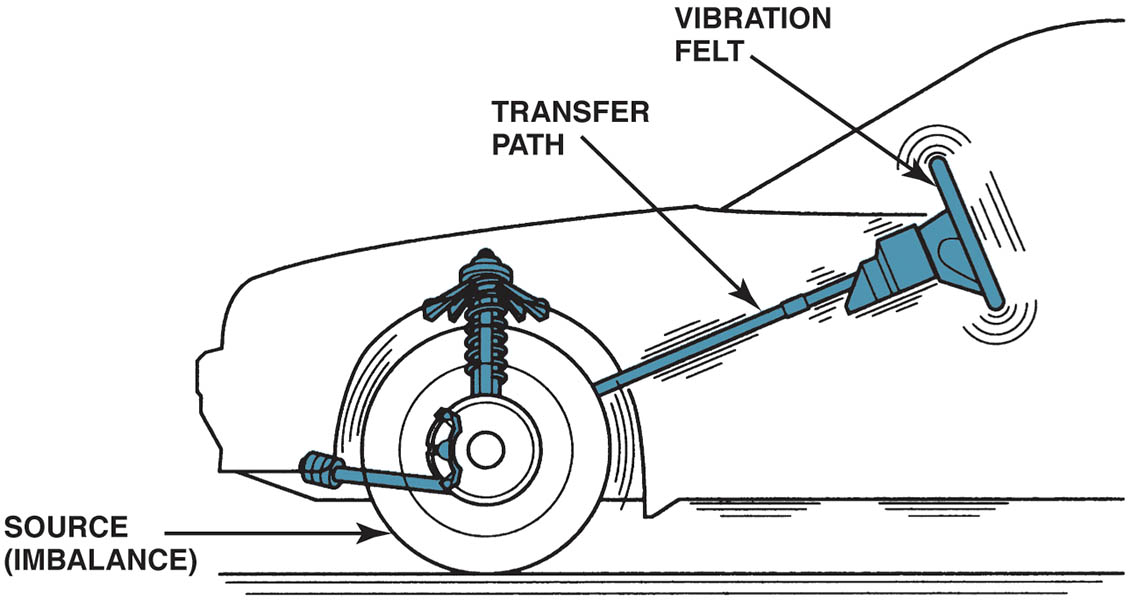 VIBRATION
FELT
TRANSFER
PATH
SOURCE
(IMBALANCE)